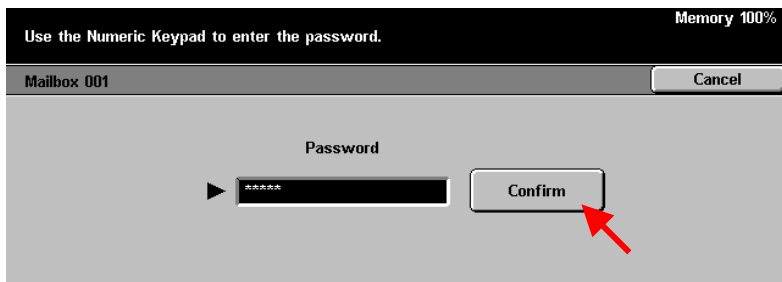 Memory 100%
Use the Numeric Keypad to enter the password.
Mailbox 001
Cancel
Password
*****
Confirm